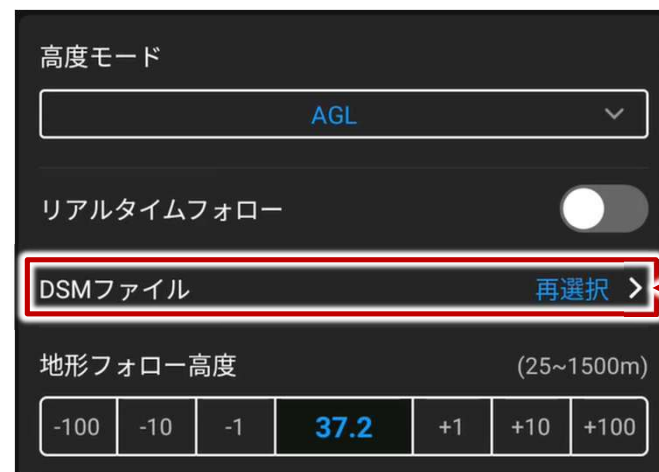 高度モード
AGL
リアルタイムフォロー
DSMファイル 再選択
地形フォロー高度 (25~1500m)
-100 -10 -1 37.2 +1 +10 +100